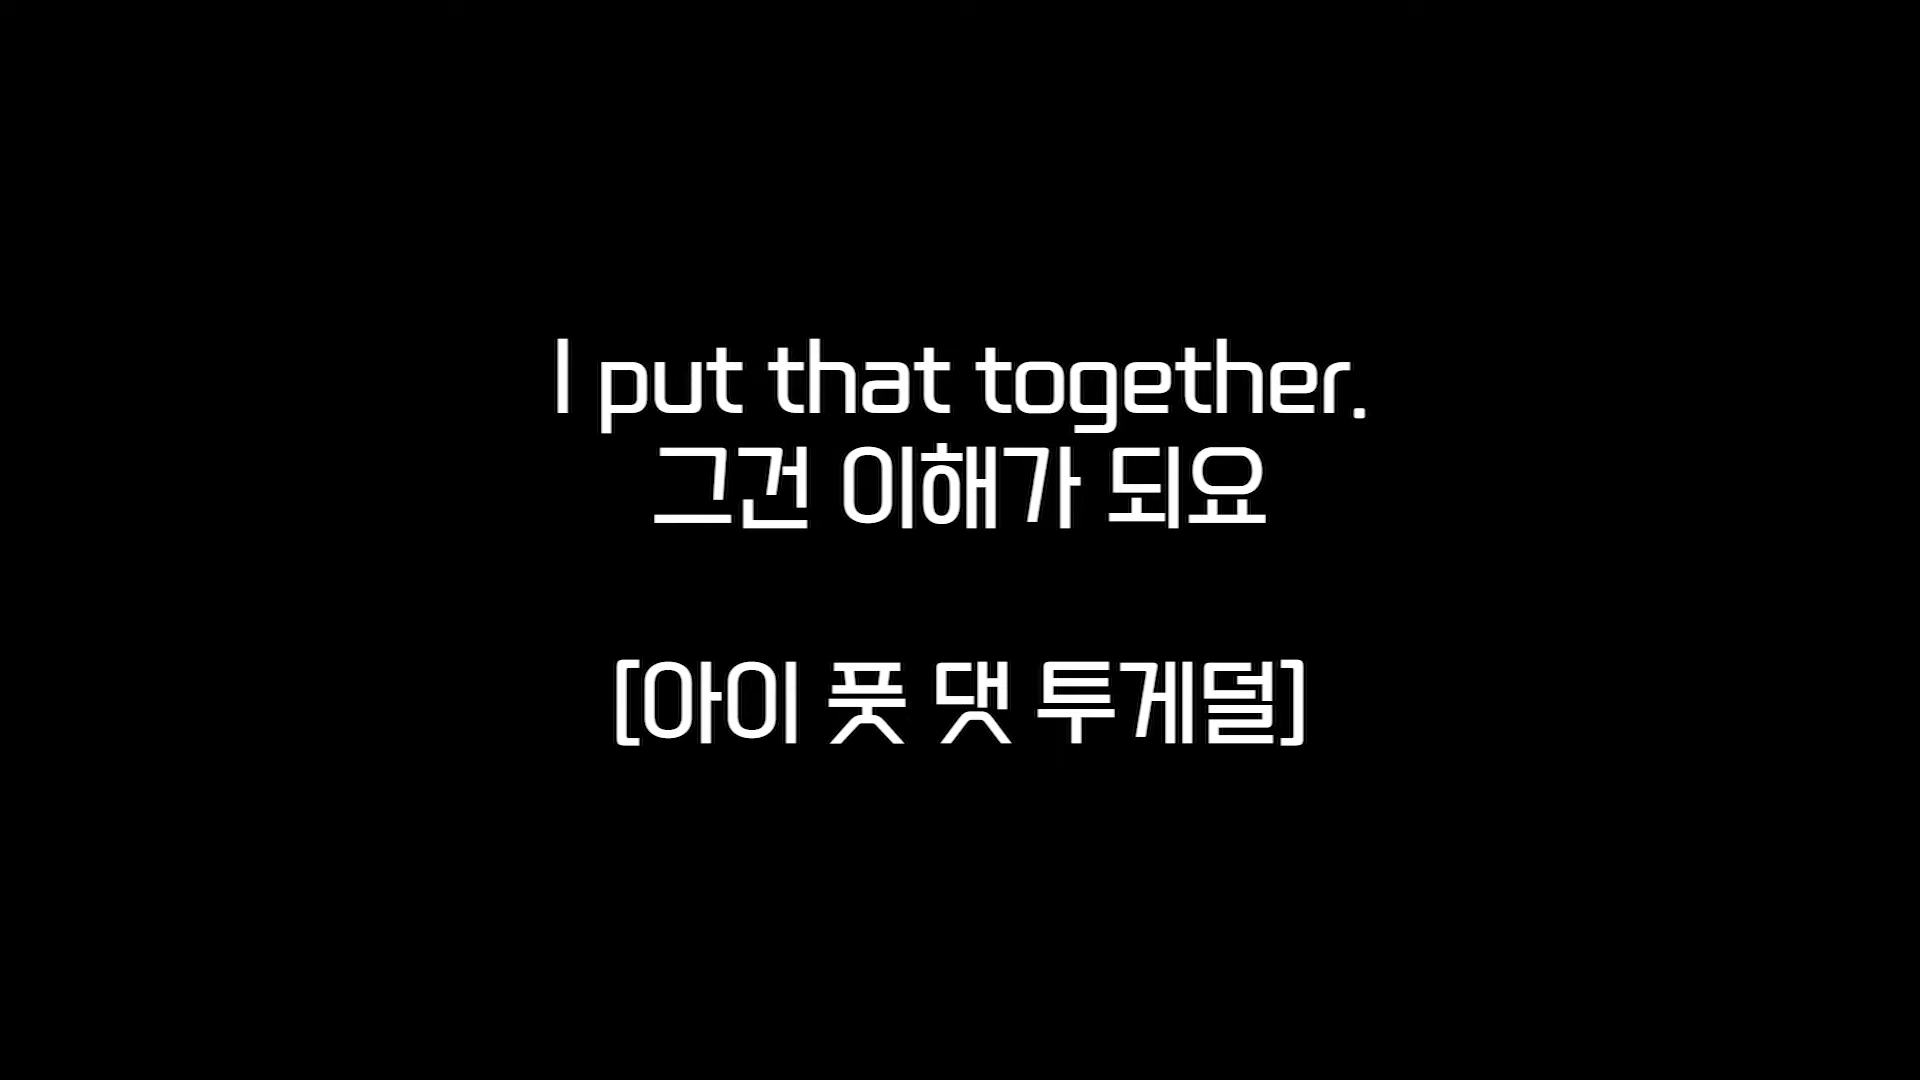 I put that together.
그건 이해가 되요
[아이 풋 댓 투게덜]